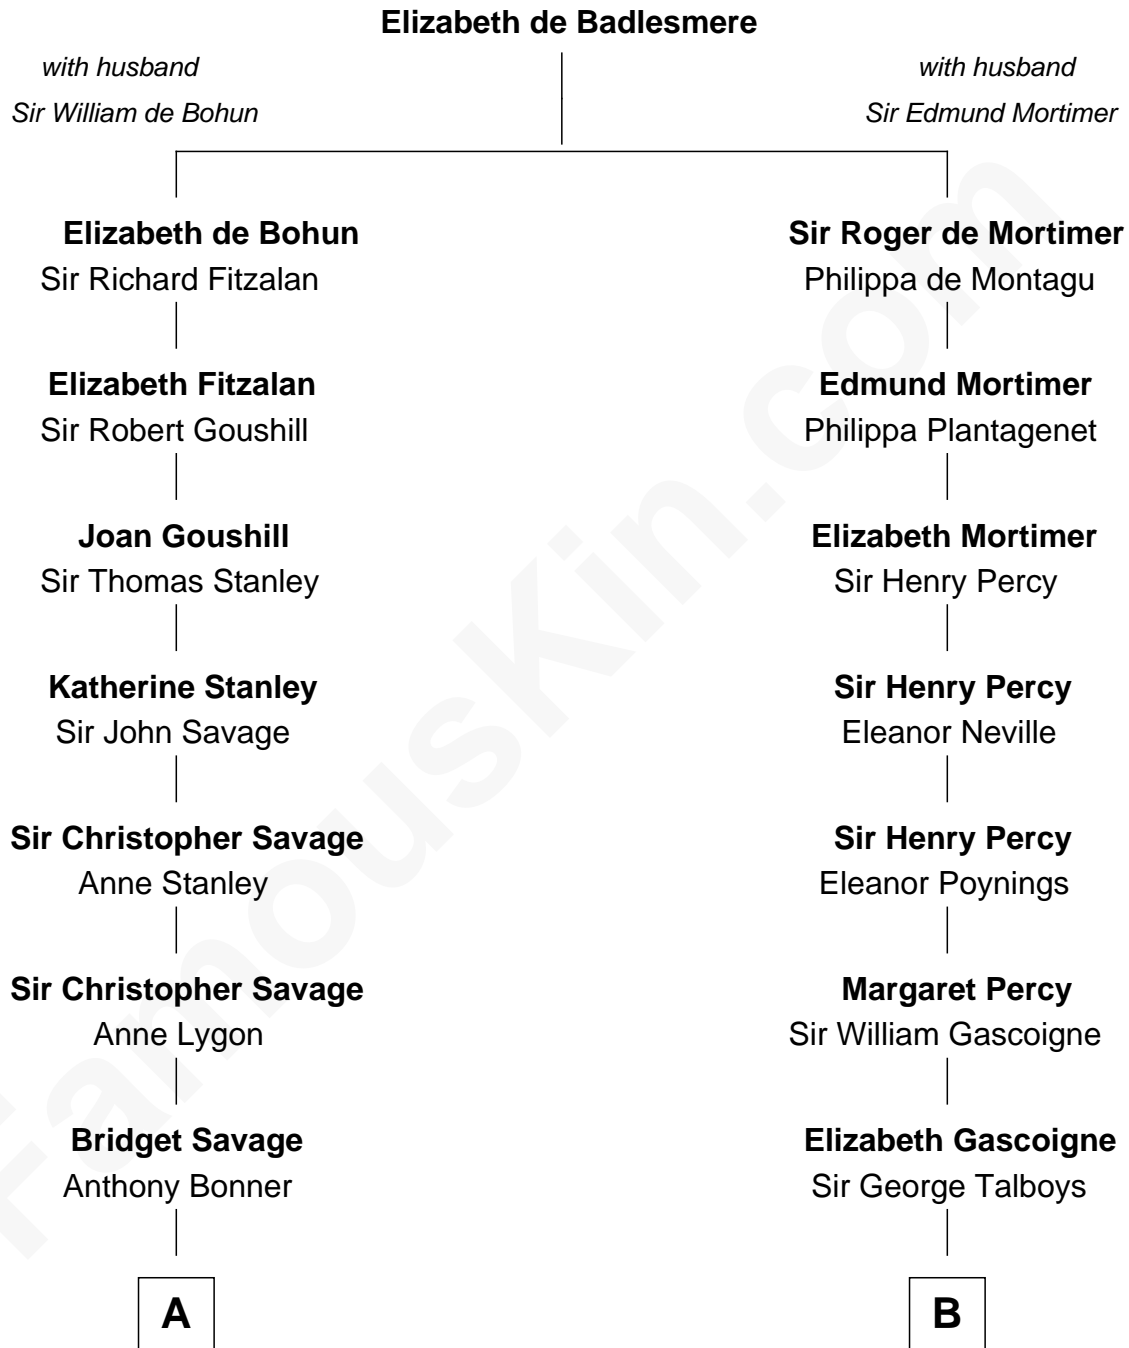 Elizabeth de Badlesmere
with husband
Sir William de Bohun
with husband
Sir Edmund Mortimer
Elizabeth de Bohun
Sir Richard Fitzalan
Sir Roger de Mortimer
Philippa de Montagu
Elizabeth Fitzalan
Sir Robert Goushill
Edmund Mortimer
Philippa Plantagenet
Joan Goushill
Sir Thomas Stanley
Elizabeth Mortimer
Sir Henry Percy
Katherine Stanley
Sir John Savage
Sir Henry Percy
Eleanor Neville
Sir Christopher Savage
Anne Stanley
Sir Henry Percy
Eleanor Poynings
Sir Christopher Savage
Anne Lygon
Margaret Percy
Sir William Gascoigne
Bridget Savage
Anthony Bonner
Elizabeth Gascoigne
Sir George Talboys
A
B
FamousKin.com